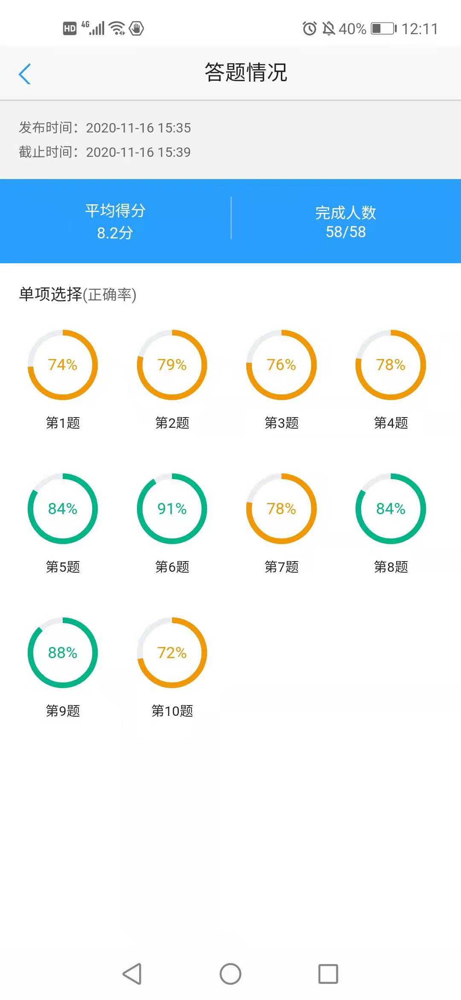 HD 4G 40% 12:11
答题情况
发布时间：2020-11-16 15:35
截止时间：2020-11-16 15:39
平均得分 完成人数
8.2分 58/58
单项选择(正确率)
74% 79% 76% 78%
第1题 第2题 第3题 第4题
84% 91% 78% 84%
第5题 第6题 第7题 第8题
88% 72%
第9题 第10题